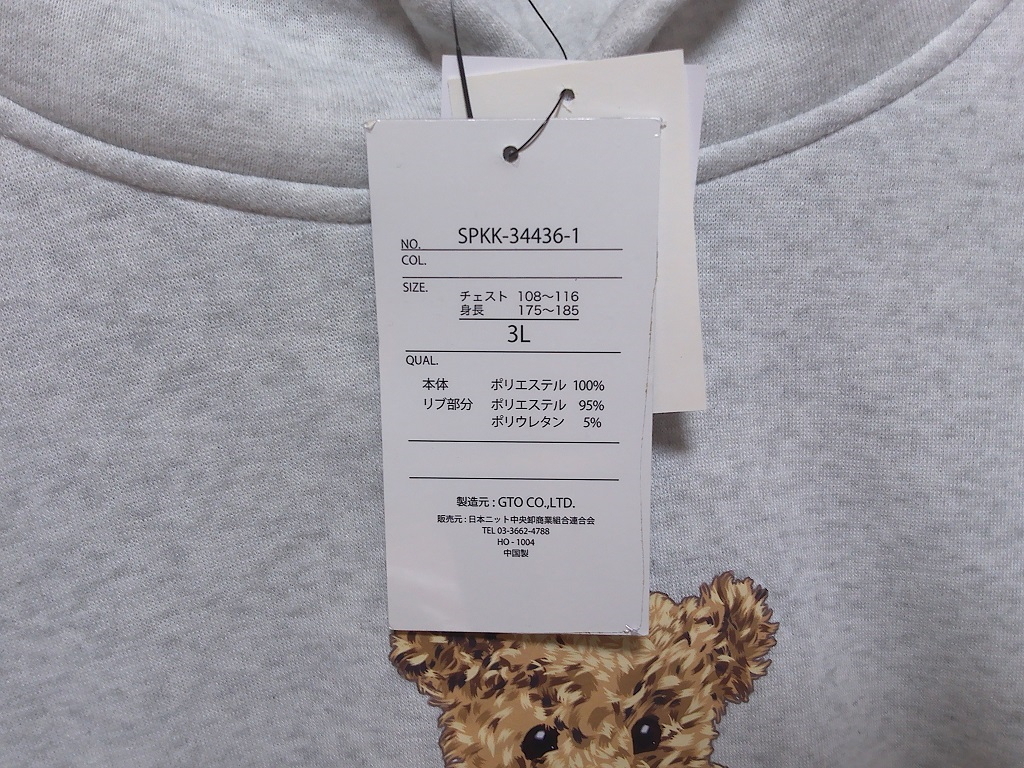 NO. SPKK-34436-1
COL.
SIZE. チェスト 108～116
身長 175～185
3L
QUAL.
本体 ポリエステル 100%
リブ部分 ポリエステル 95%
ポリウレタン 5%
製造元 : GTO CO.,LTD.
販売元 : 日本ニット中央卸商業組合連合会
TEL 03-3662-4788
HO - 1004
中国製